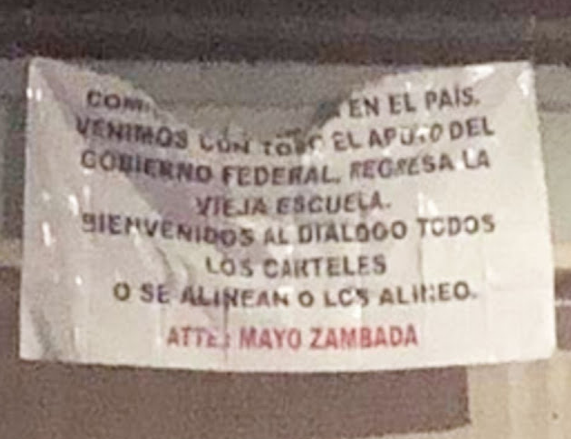 EN EL PAÍS.
VENIMOS CON TODO EL APOYO DEL
GOBIERNO FEDERAL, REGRESA LA
VIEJA ESCUELA.
BIENVENIDOS AL DIALOGO TODOS
LOS CARTELES
O SE ALINEAN O LOS ALINEO.
ATTE: MAYO ZAMBADA